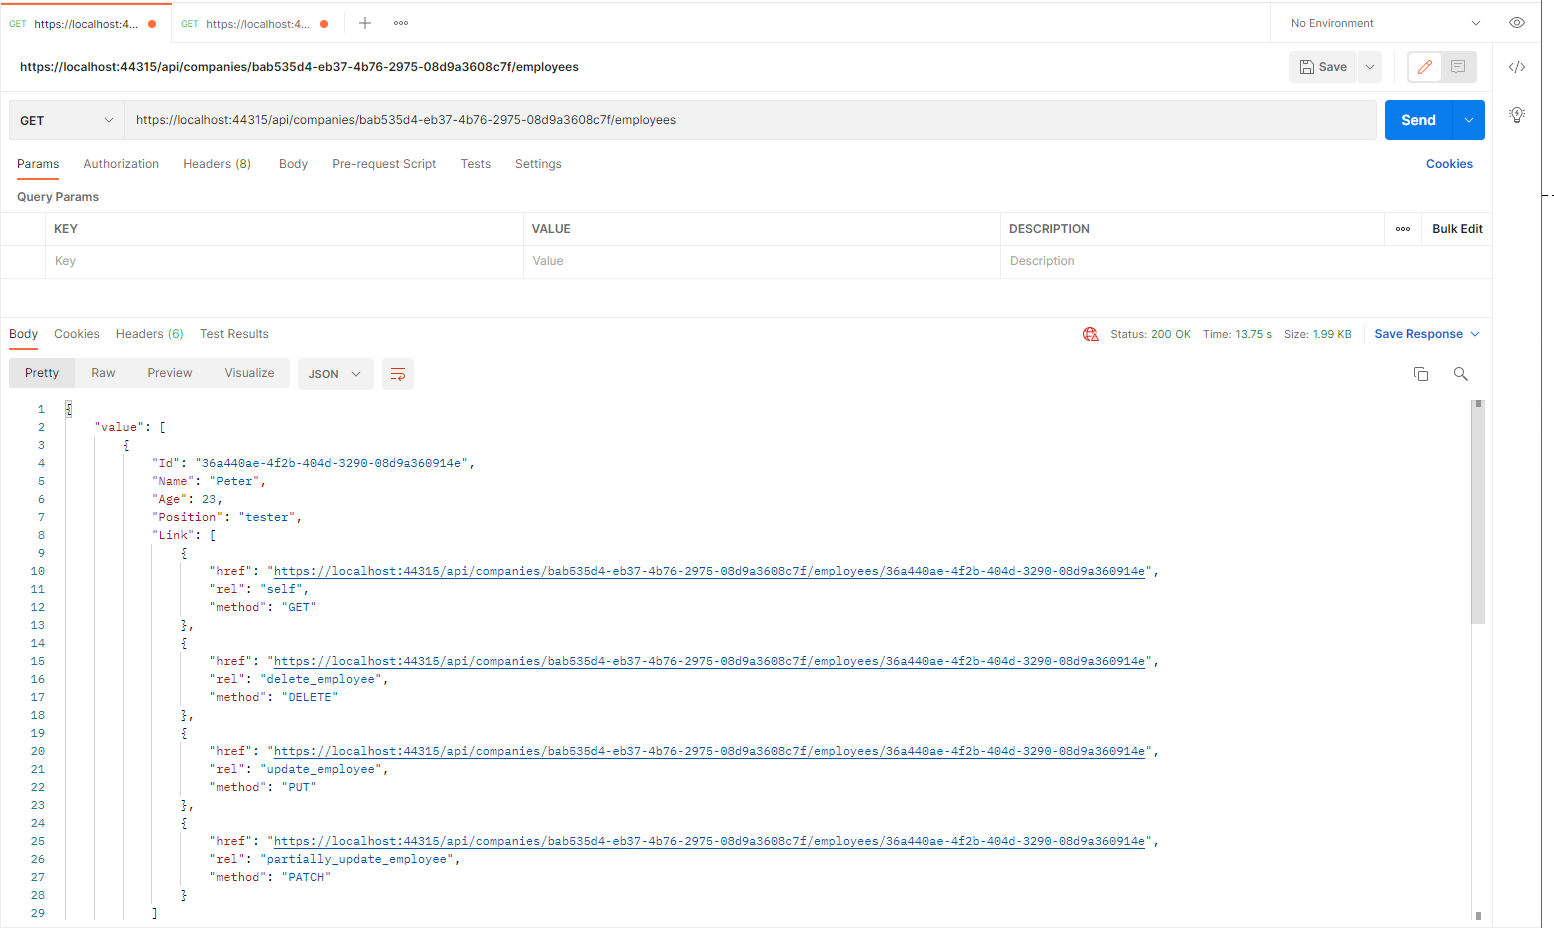 GET https://localhost:4... GET https://localhost:4... No Environment
https://localhost:44315/api/companies/bab535d4-eb37-4b76-2975-08d9a3608c7f/employees Save
GET https://localhost:44315/api/companies/bab535d4-eb37-4b76-2975-08d9a3608c7f/employees Send
Params Authorization Headers (8) Body Pre-request Script Tests Settings Cookies
Query Params
KEY VALUE DESCRIPTION Bulk Edit
Key Value Description
Body Cookies Headers (6) Test Results Status: 200 OK Time: 13.75 s Size: 1.99 KB Save Response
Pretty Raw Preview Visualize JSON
1 {
2 "value": [
3 {
4 "Id": "36a440ae-4f2b-404d-3290-08d9a360914e",
5 "Name": "Peter",
6 "Age": 23,
7 "Position": "tester",
8 "Link": [
9 {
10 "href": "https://localhost:44315/api/companies/bab535d4-eb37-4b76-2975-08d9a3608c7f/employees/36a440ae-4f2b-404d-3290-08d9a360914e",
11 "rel": "self",
12 "method": "GET"
13 },
14 {
15 "href": "https://localhost:44315/api/companies/bab535d4-eb37-4b76-2975-08d9a3608c7f/employees/36a440ae-4f2b-404d-3290-08d9a360914e",
16 "rel": "delete_employee",
17 "method": "DELETE"
18 },
19 {
20 "href": "https://localhost:44315/api/companies/bab535d4-eb37-4b76-2975-08d9a3608c7f/employees/36a440ae-4f2b-404d-3290-08d9a360914e",
21 "rel": "update_employee",
22 "method": "PUT"
23 },
24 {
25 "href": "https://localhost:44315/api/companies/bab535d4-eb37-4b76-2975-08d9a3608c7f/employees/36a440ae-4f2b-404d-3290-08d9a360914e",
26 "rel": "partially_update_employee",
27 "method": "PATCH"
28 }
29 ]